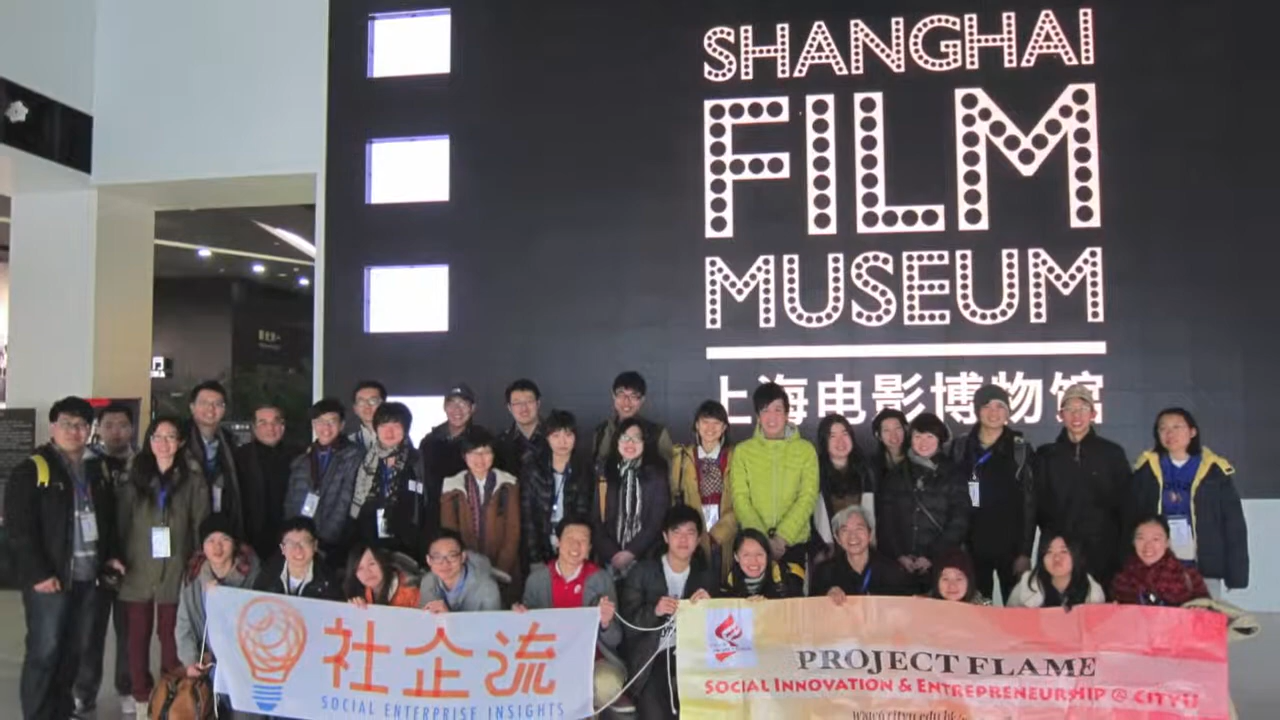 SHANGHAI
FILM
MUSEUM
上海电影博物馆
社企流
SOCIAL ENTERPRISE INSIGHTS
PROJECT FLAME
SOCIAL INNOVATION & ENTREPRENEURSHIP @ CITYU